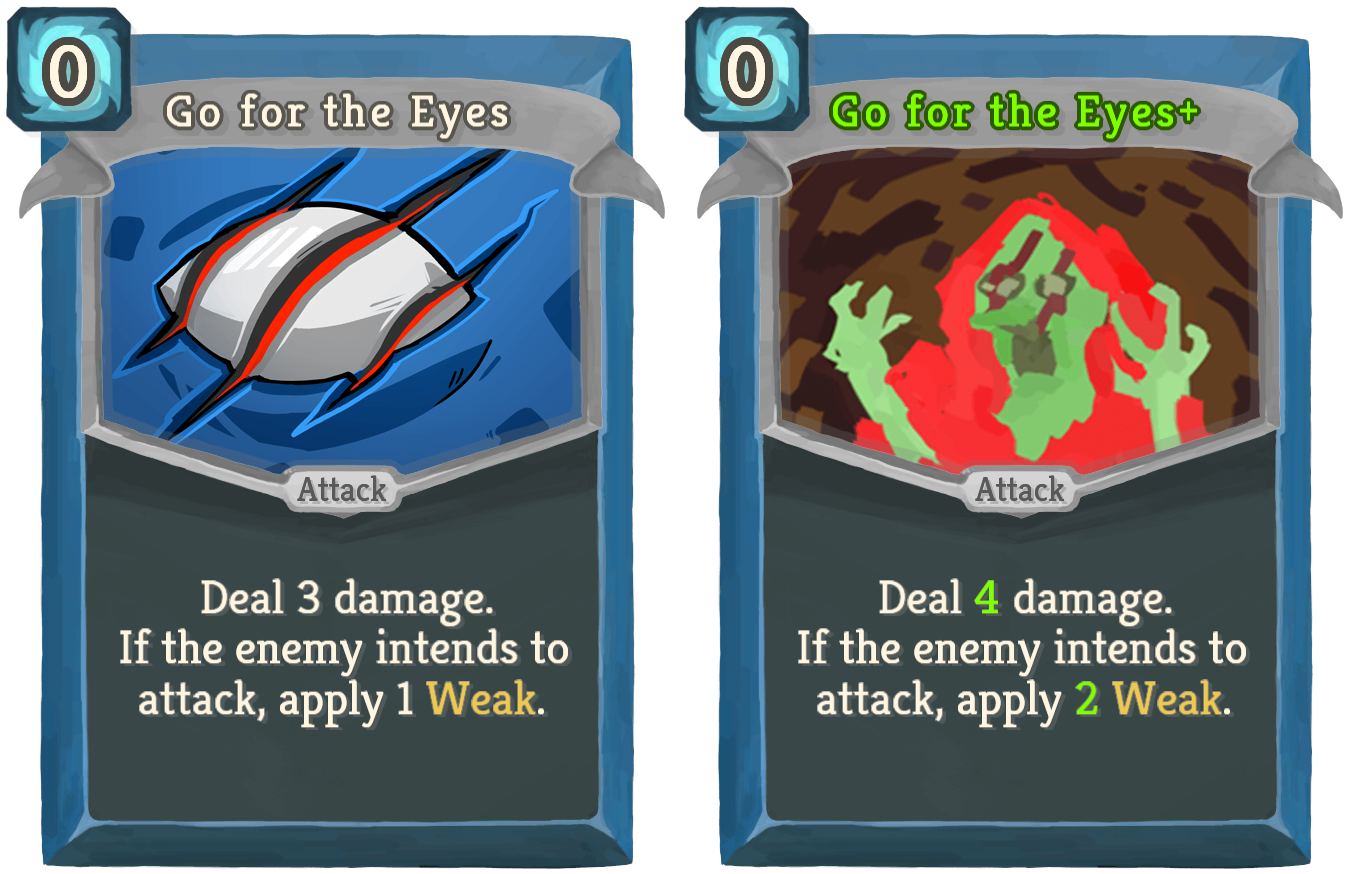 0
Go for the Eyes
Attack
Deal 3 damage.
If the enemy intends to
attack, apply 1 Weak.
0
Go for the Eyes+
Attack
Deal 4 damage.
If the enemy intends to
attack, apply 2 Weak.